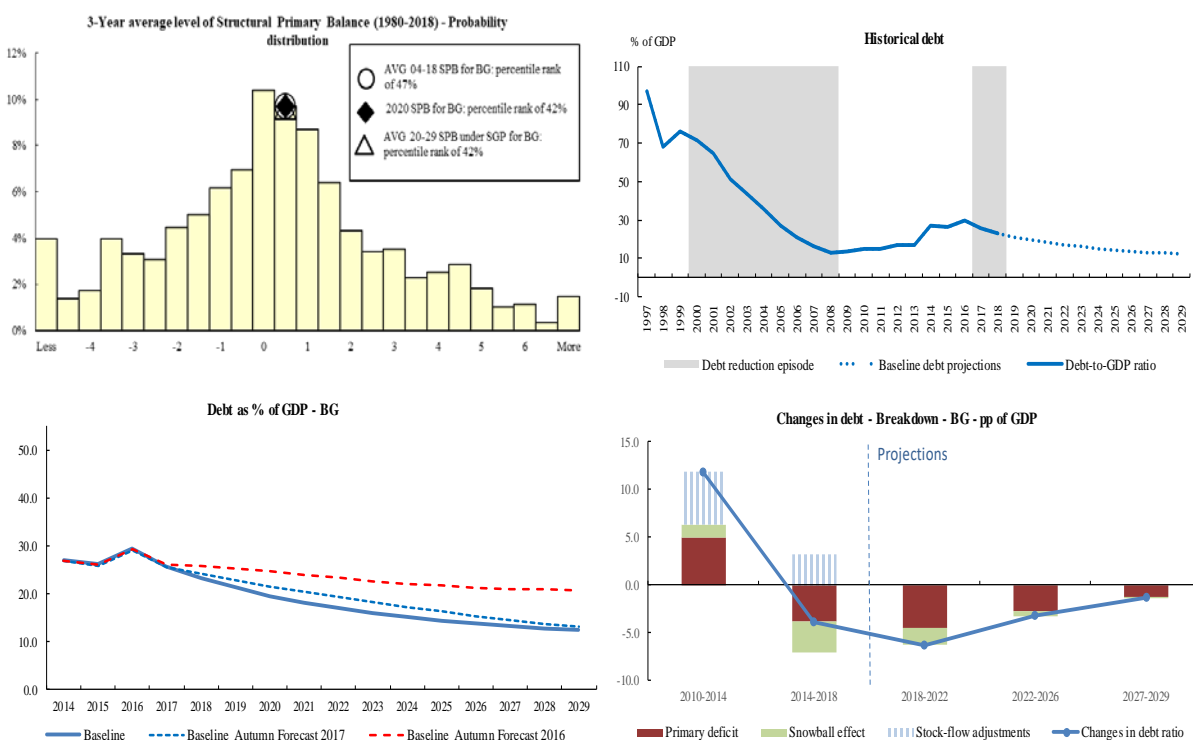 3-Year average level of Structural Primary Balance (1980-2018) - Probability
distribution
12%
10%
8%
6%
4%
2%
0%
AVG 04-18 SPB for BG: percentile rank
of 47%
2020 SPB for BG: percentile rank of 42%
AVG 20-29 SPB under SGP for BG:
percentile rank of 42%
Less -4 -3 -2 -1 0 1 2 3 4 5 6 More
% of GDP
Historical debt
110
90
70
50
30
10
-10
1997 1998 1999 2000 2001 2002 2003 2004 2005 2006 2007 2008 2009 2010 2011 2012 2013 2014 2015 2016 2017 2018 2019 2020 2021 2022 2023 2024 2025 2026 2027 2028 2029
Debt reduction episode Baseline debt projections Debt-to-GDP ratio
Debt as % of GDP - BG
50.0
40.0
30.0
20.0
10.0
0.0
2014 2015 2016 2017 2018 2019 2020 2021 2022 2023 2024 2025 2026 2027 2028 2029
Baseline Baseline Autumn Forecast 2017 Baseline Autumn Forecast 2016
Changes in debt - Breakdown - BG - pp of GDP
15.0
10.0
5.0
0.0
-5.0
-10.0
Projections
2010-2014 2014-2018 2018-2022 2022-2026 2027-2029
Primary deficit Snowball effect Stock-flow adjustments Changes in debt ratio